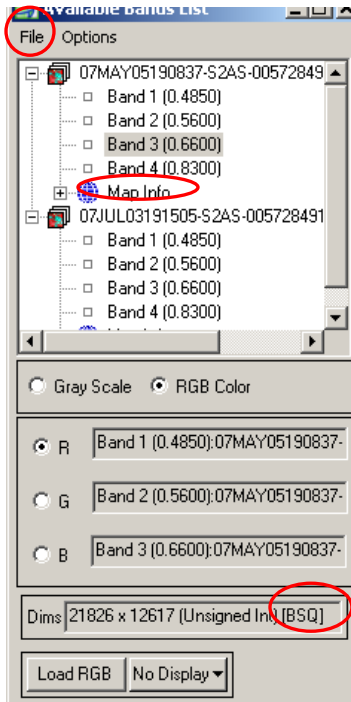 Available Bands List
File Options
07MAY05190837-S2AS-00572849
Band 1 (0.4850)
Band 2 (0.5600)
Band 3 (0.6600)
Band 4 (0.8300)
Map Info
07JUL03191505-S2AS-005728491
Band 1 (0.4850)
Band 2 (0.5600)
Band 3 (0.6600)
Band 4 (0.8300)
Gray Scale RGB Color
R Band 1 (0.4850):07MAY05190837-
G Band 2 (0.5600):07MAY05190837-
B Band 3 (0.6600):07MAY05190837-
Dims 21826 x 12617 (Unsigned Int) [BSQ]
Load RGB No Display